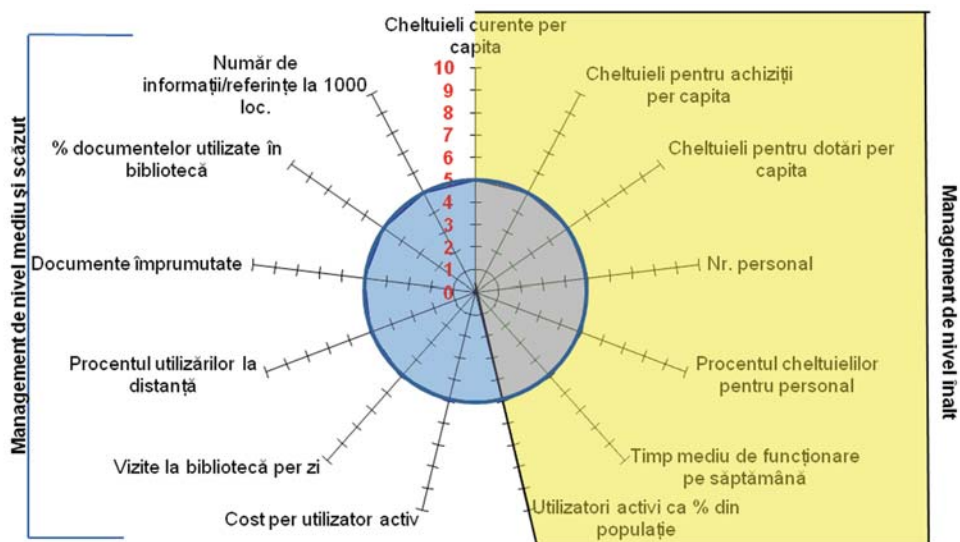 Cheltuieli curente per
capita
Cheltuieli pentru achiziții
per capita
Cheltuieli pentru dotări per
capita
Nr. personal
Procentul cheltuielilor
pentru personal
Timp mediu de funcționare
pe săptămână
Utilizatori activi ca % din
populație
Cost per utilizator activ
Vizite la bibliotecă per zi
Procentul utilizărilor la
distanță
Documente împrumutate
% documentelor utilizate în
bibliotecă
Număr de
informații/referințe la 1000
loc.
10
9
8
7
6
5
4
3
2
1
0
Management de nivel mediu și scăzut
Management de nivel înalt